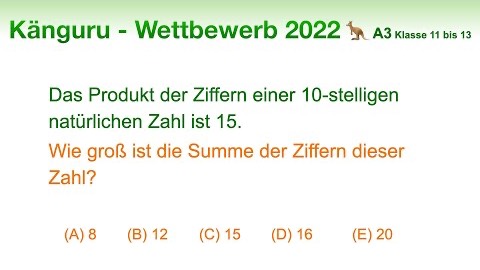 Känguru - Wettbewerb 2022 🦘 A3 Klasse 11 bis 13
Das Produkt der Ziffern einer 10-stelligen
natürlichen Zahl ist 15.
Wie groß ist die Summe der Ziffern dieser
Zahl?
(A) 8 (B) 12 (C) 15 (D) 16 (E) 20